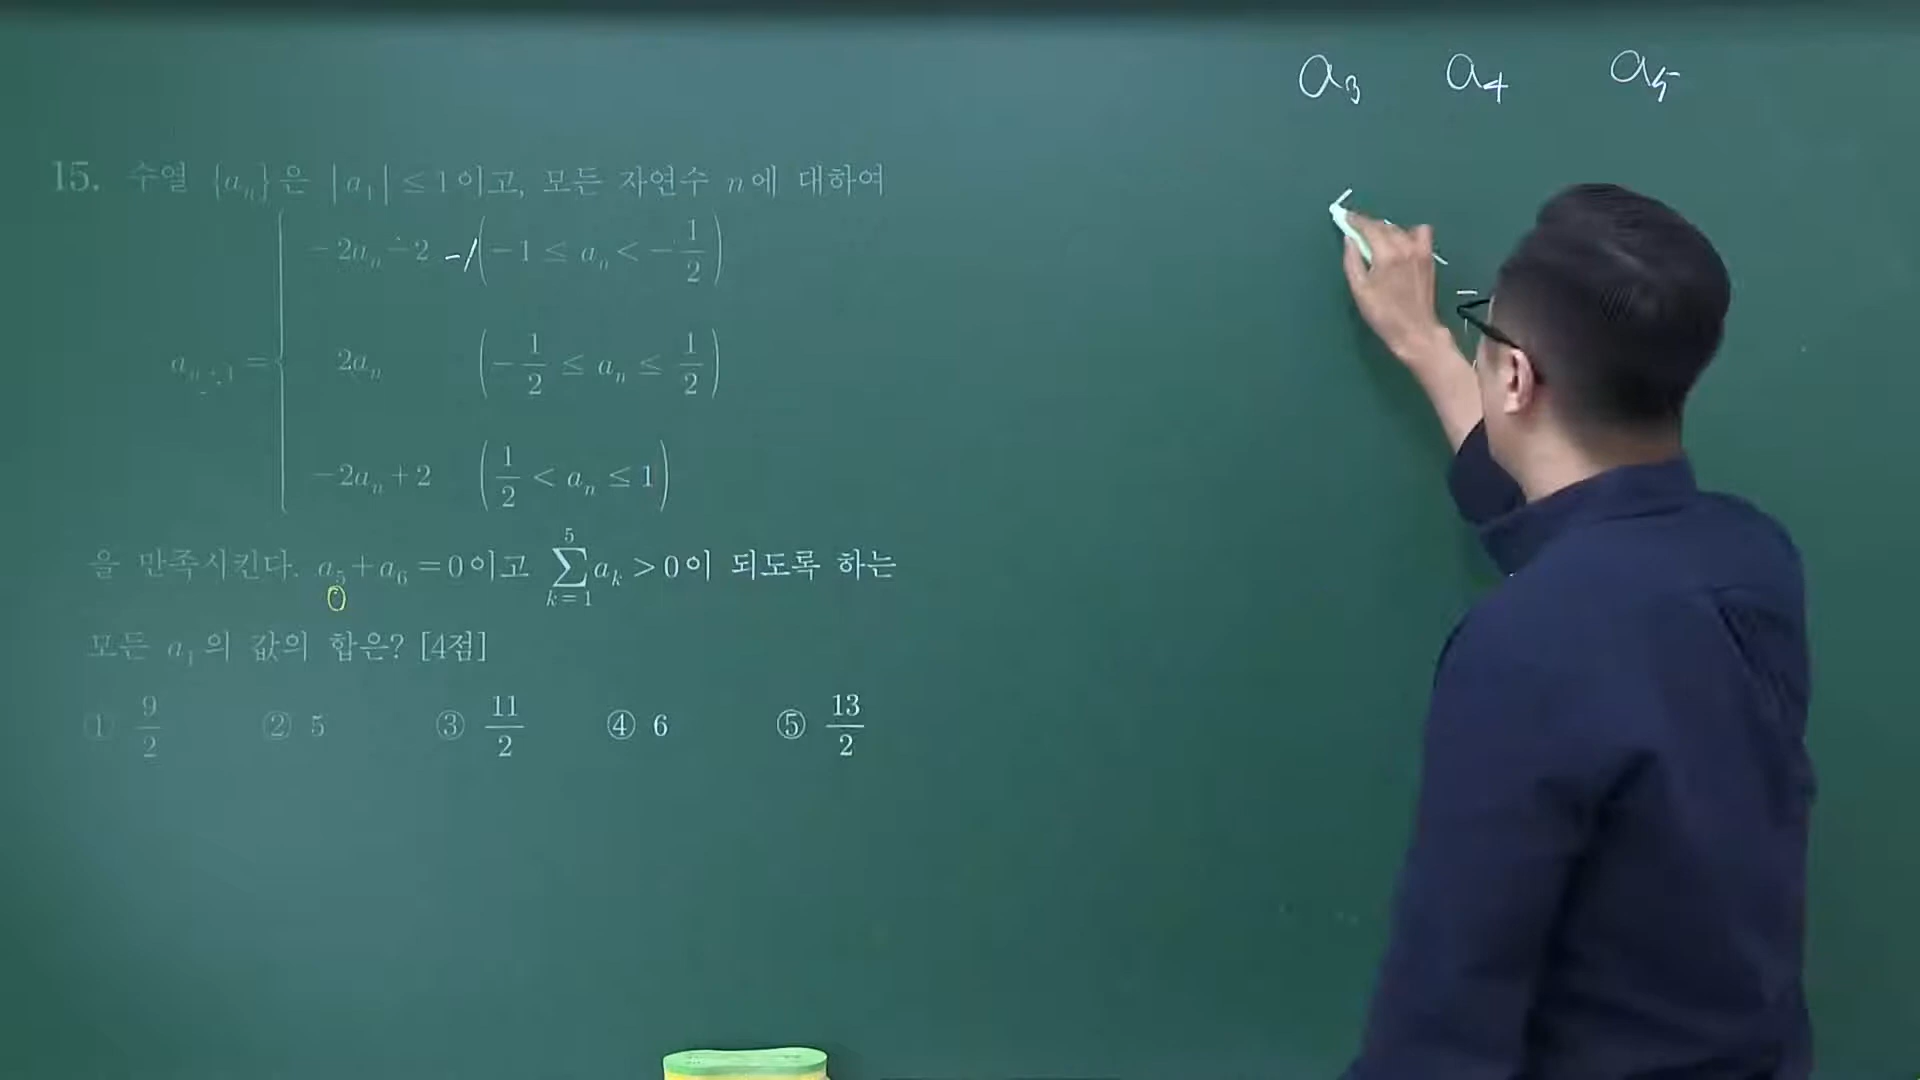 a₃ a₄ a₅
15. 수열 {aₙ}은 |a₁| ≤ 1이고, 모든 자연수 n에 대하여
−2aₙ−2 −1 (−1 ≤ aₙ < −1/2)
aₙ₊₁ = 2aₙ (−1/2 ≤ aₙ ≤ 1/2)
−2aₙ+2 (1/2 < aₙ ≤ 1)
을 만족시킨다. a₅+a₆=0이고 ∑_{k=1}^{5} aₖ > 0이 되도록 하는
0
모든 a₁의 값의 합은? [4점]
① 9/2 ② 5 ③ 11/2 ④ 6 ⑤ 13/2